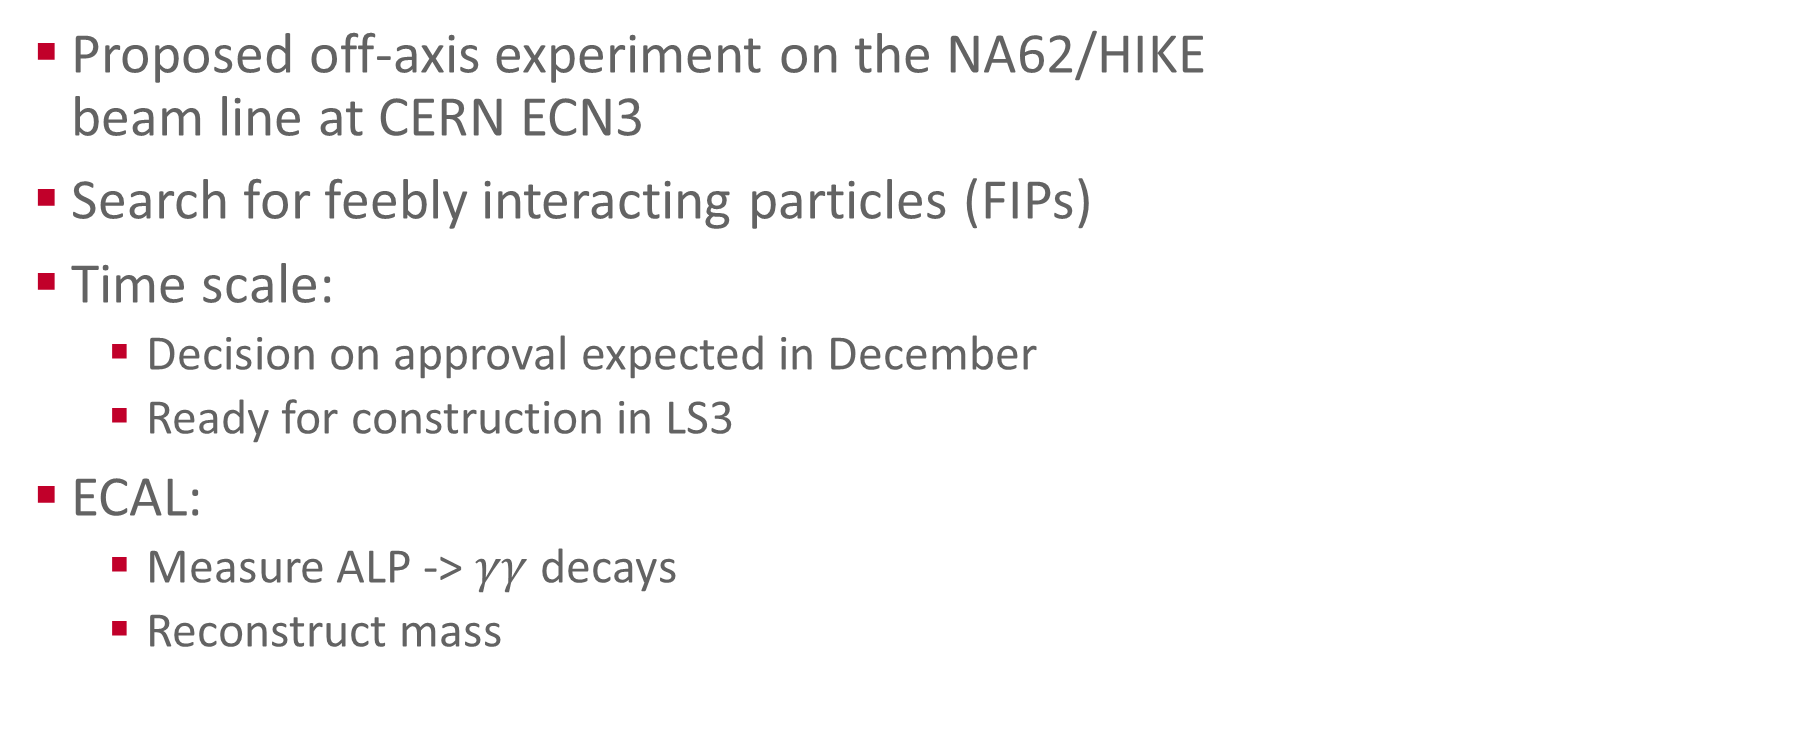 ▪ Proposed off-axis experiment on the NA62/HIKE
beam line at CERN ECN3
▪ Search for feebly interacting particles (FIPs)
▪ Time scale:
▪ Decision on approval expected in December
▪ Ready for construction in LS3
▪ ECAL:
▪ Measure ALP -> γγ decays
▪ Reconstruct mass